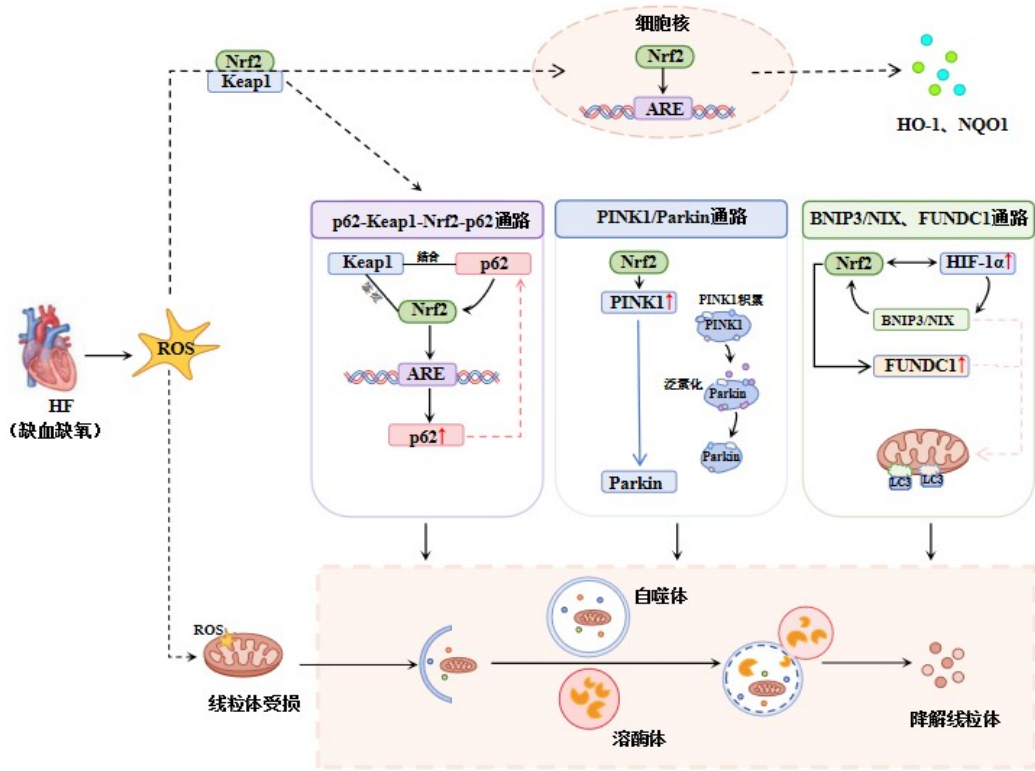 细胞核
Nrf2
Keap1
Nrf2
ARE
HO-1、NQO1
p62-Keap1-Nrf2-p62通路
Keap1
结合
p62
Nrf2
ARE
p62↑
PINK1/Parkin通路
Nrf2
PINK1↑
PINK1积累
PINK1
泛素化
Parkin
Parkin
Parkin
BNIP3/NIX、FUNDC1通路
Nrf2
HIF-1α↑
BNIP3/NIX
FUNDC1↑
LC3
LC3
HF
（缺血缺氧）
ROS
ROS
线粒体受损
自噬体
溶酶体
降解线粒体